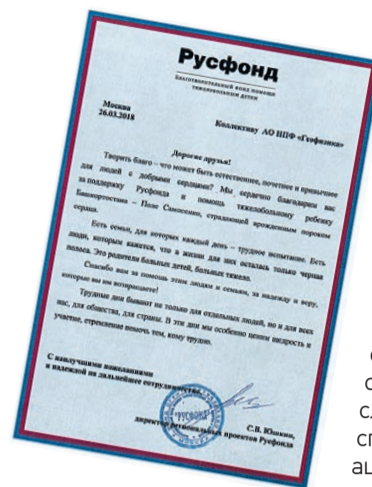 Русфонд
Благотворительный фонд помощи
тяжелобольным детям
Москва
26.03.2018
Коллективу АО НПФ «Геофизика»
Дорогие друзья!
Творить благо – что может быть естественнее, почетнее и привычнее
для людей с добрыми сердцами? Мы сердечно благодарим вас
за поддержку Русфонда и помощь тяжелобольному ребенку
Башкортостана – Поле Самосенко, страдающей врожденным пороком
сердца.
Есть семьи, для которых каждый день – трудное испытание. Есть
люди, которым кажется, что в жизни для них осталась только черная
полоса. Это родители больных детей, больных тяжело.
Спасибо вам за помощь этим людям и семьям, за надежду и веру,
которые вы им возвращаете!
Трудные дни бывают не только для отдельных людей, но и для всех
нас, для общества, для страны. В эти дни мы особенно ценим щедрость и
участие, стремление помочь тем, кому трудно.
С наилучшими пожеланиями
и надеждой на дальнейшее сотрудничество,
"РУСФОНД"
С.В.
директор региональных проектов Русфонда
сл
сп
ац